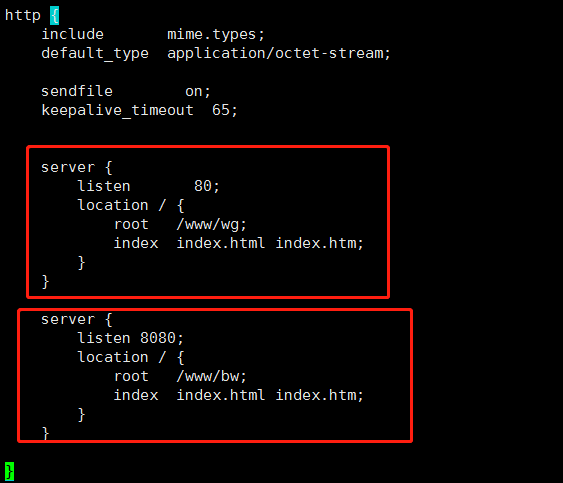 http {
    include       mime.types;
    default_type  application/octet-stream;

    sendfile        on;
    keepalive_timeout  65;

    server {
        listen       80;
        location / {
            root   /www/wg;
            index  index.html index.htm;
        }
    }

    server {
        listen 8080;
        location / {
            root   /www/bw;
            index  index.html index.htm;
        }
    }

}